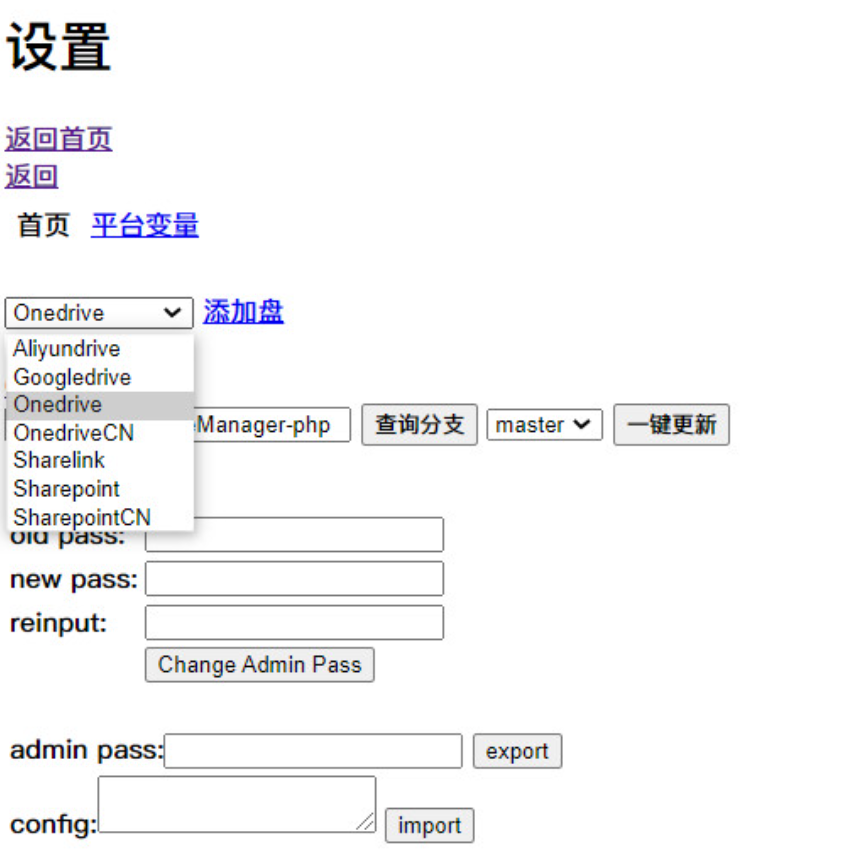 设置
返回首页
返回
首页 平台变量
Onedrive 添加盘
Aliyundrive
Googledrive
Onedrive
OnedriveCN
Sharelink
Sharepoint
SharepointCN
Manager-php 查询分支 master 一键更新
old pass:
new pass:
reinput:
Change Admin Pass
admin pass: export
config: import